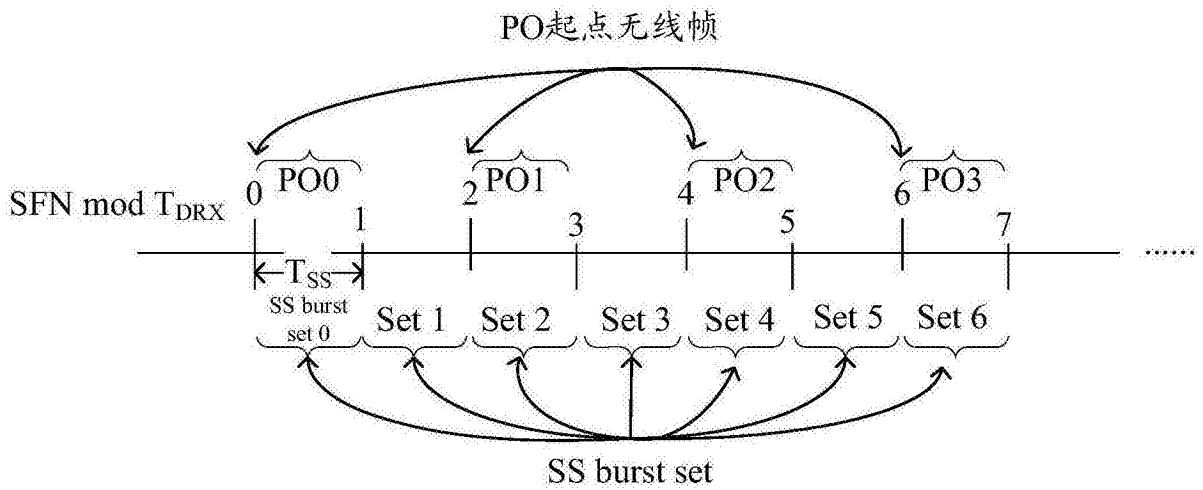 PO起点无线帧
PO0 PO1 PO2 PO3
0 2 4 6
SFN mod TDRX
1 3 5 7
......
TSS
SS burst
set 0
Set 1 Set 2 Set 3 Set 4 Set 5 Set 6
SS burst set